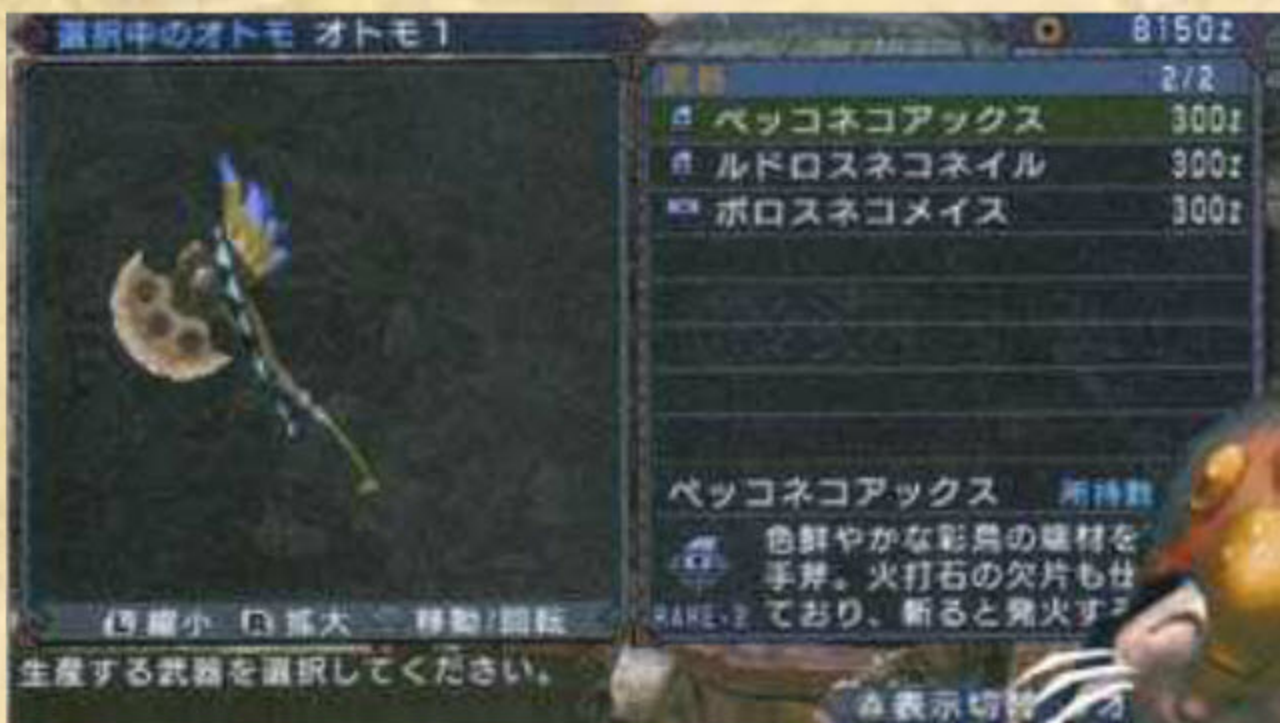 選択中のオトモ オトモ1
8150z
2/2
ペッコネコアックス 300z
ルドロスネコネイル 300z
ボロスネコメイス 300z
ペッコネコアックス 所持数
色鮮やかな彩鳥の端材を
手斧。火打石の欠片も仕
RARE-2 ており、斬ると発火する
L 縮小 R 拡大 移動/回転
生産する武器を選択してください。
表示切替 オ